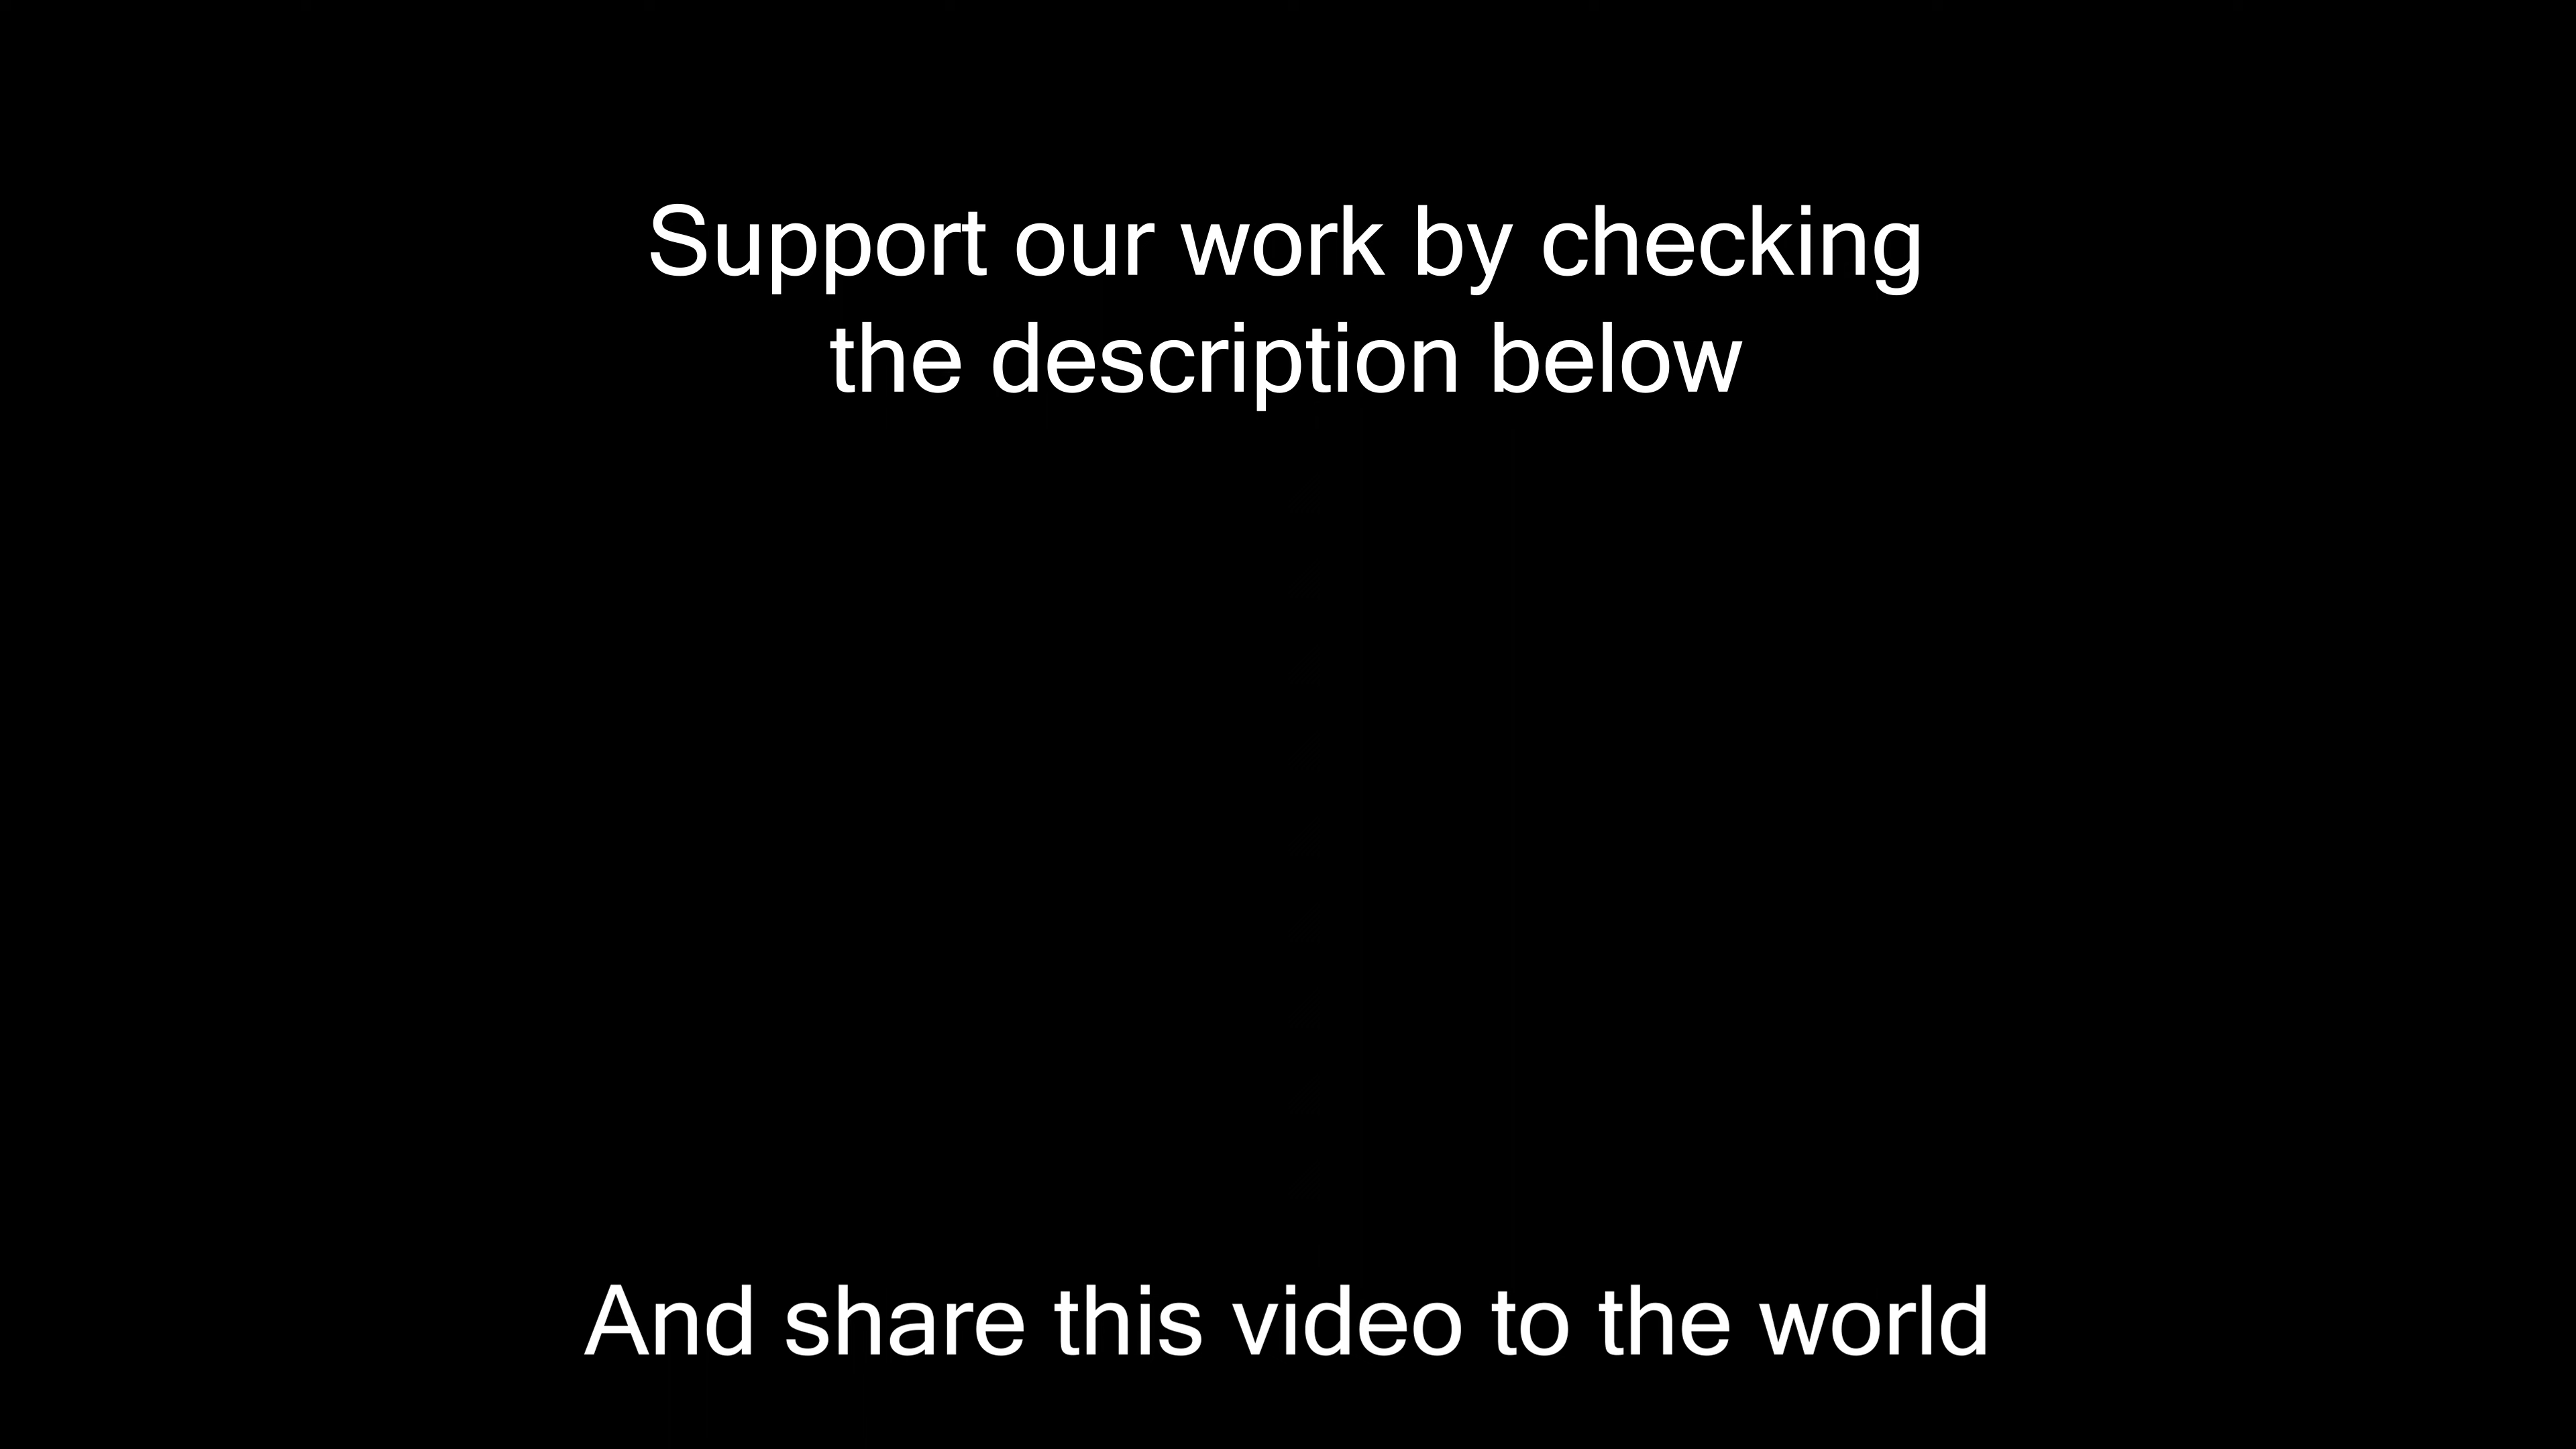 Support our work by checking
the description below
And share this video to the world